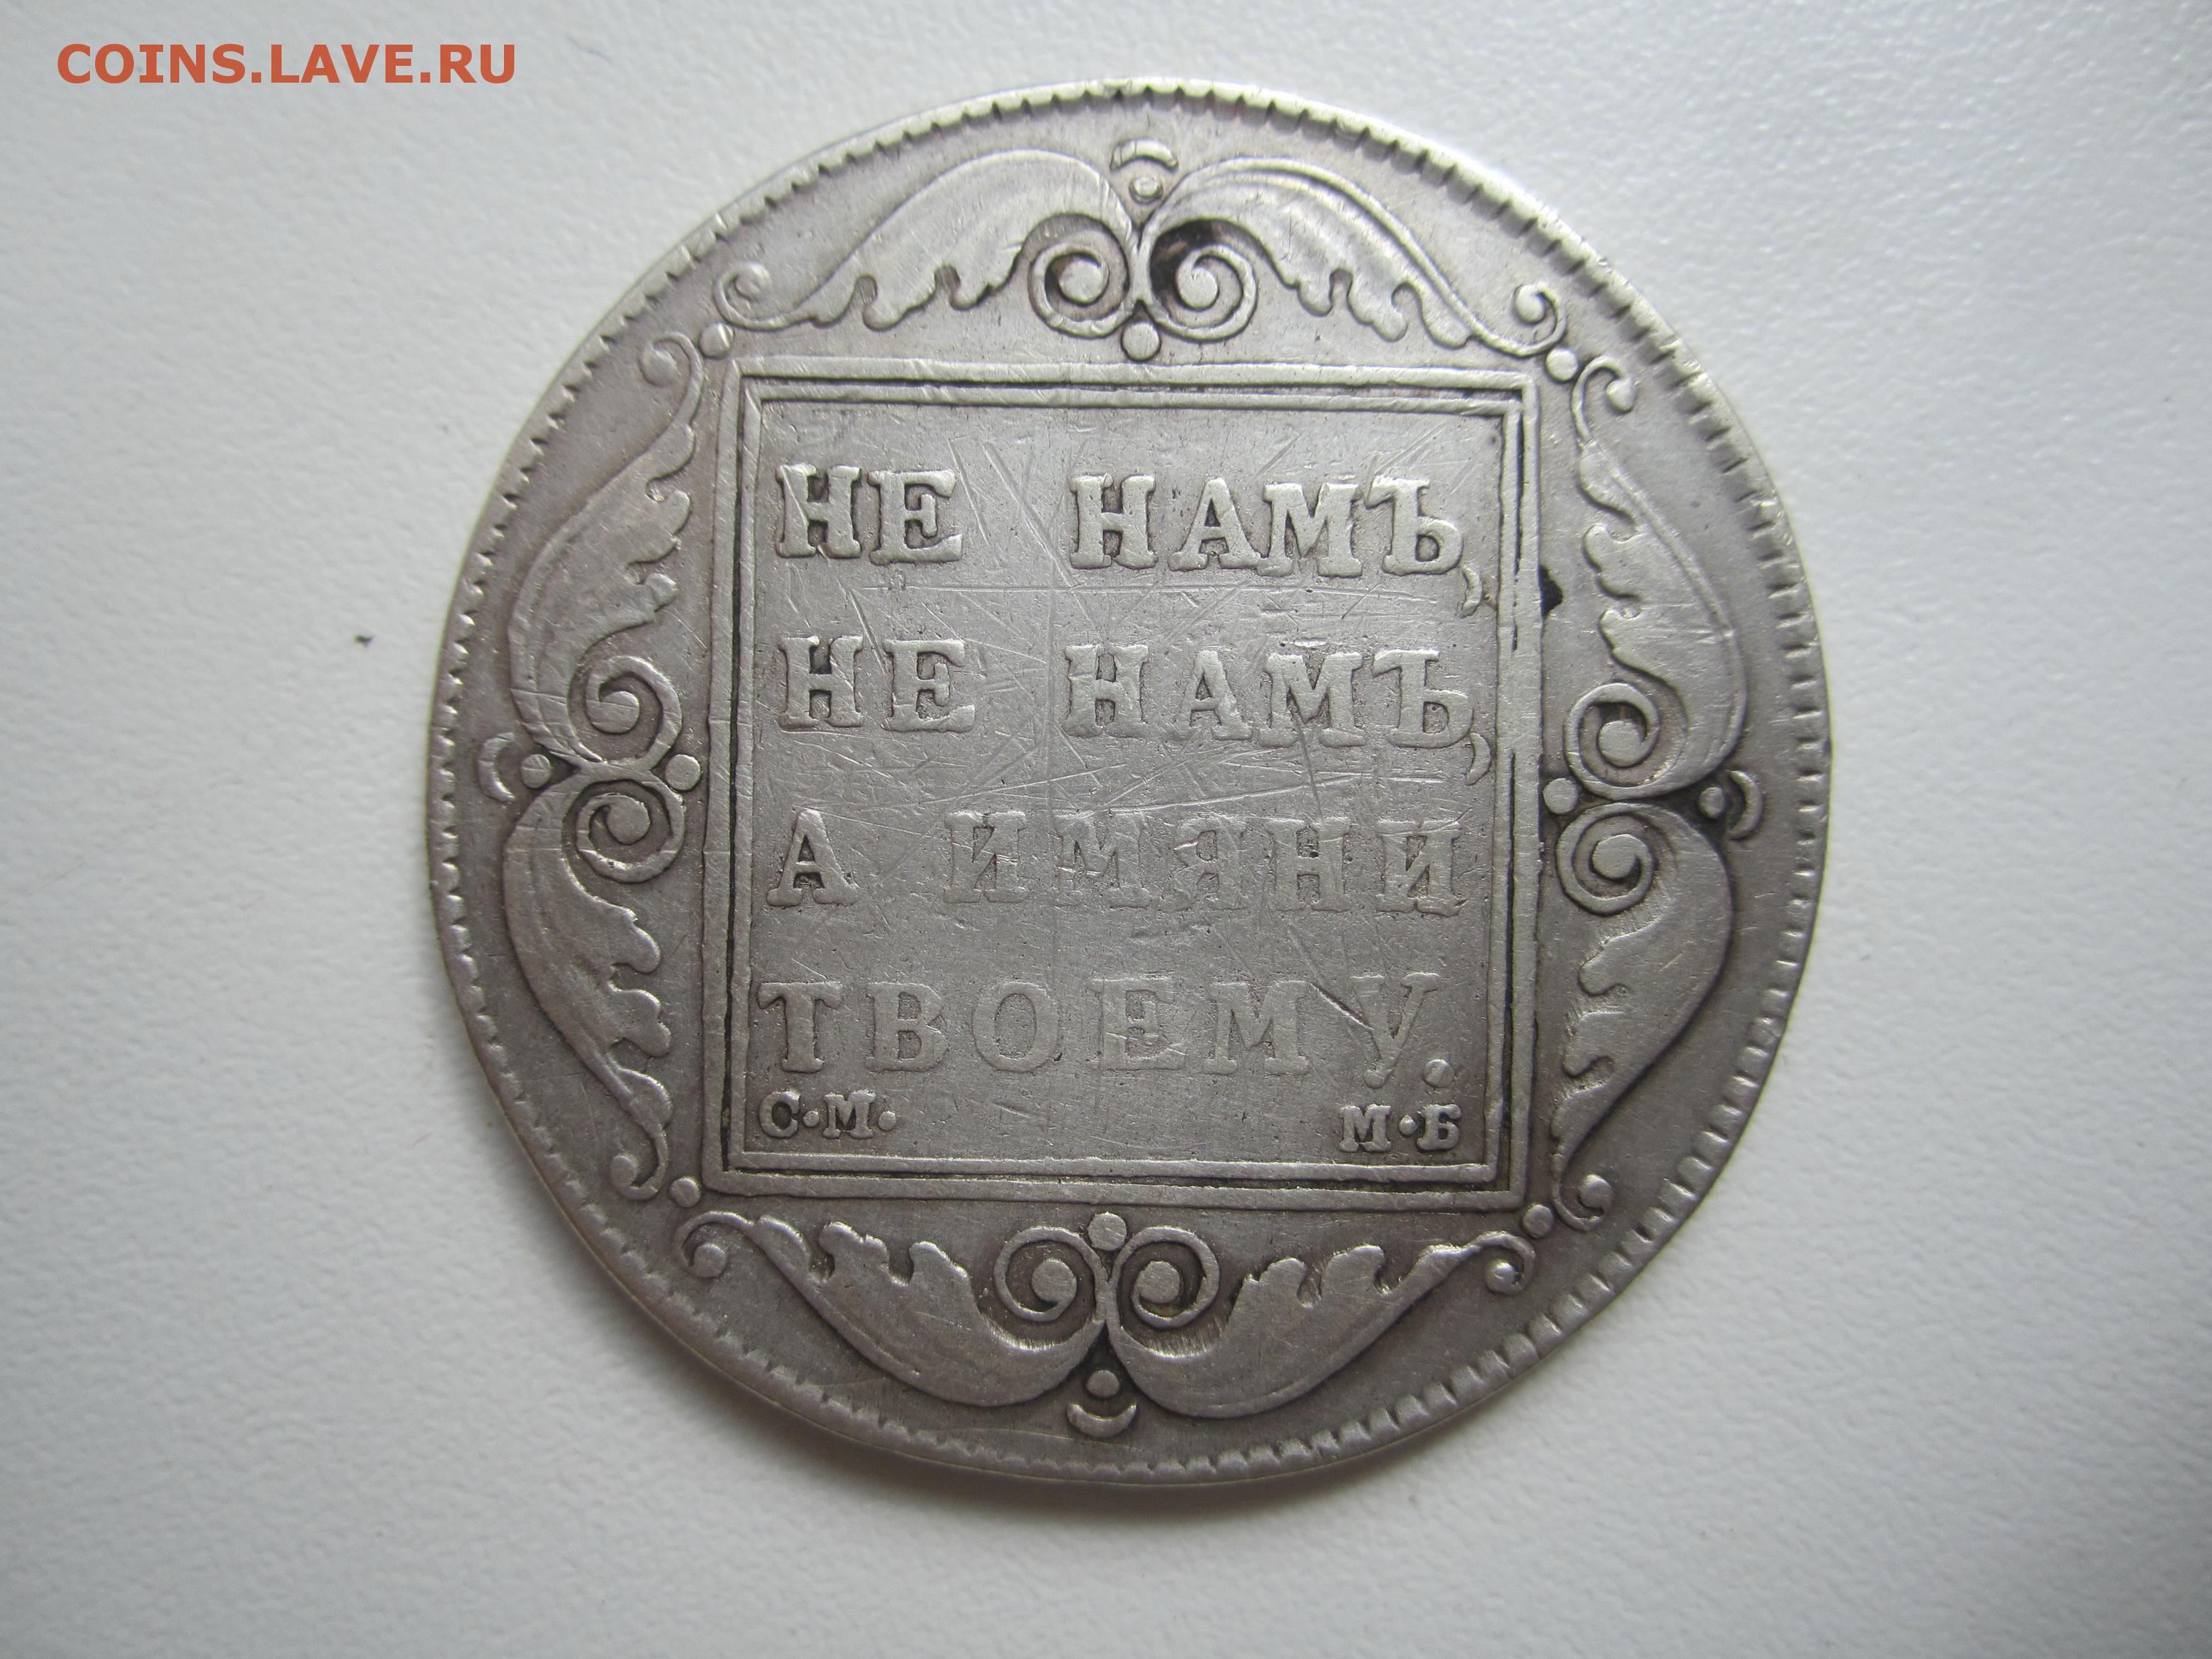 COINS.LAVE.RU
НЕ НАМЪ,
НЕ НАМЪ,
А ИМЯНИ
ТВОЕМУ.
С·М· М·Б